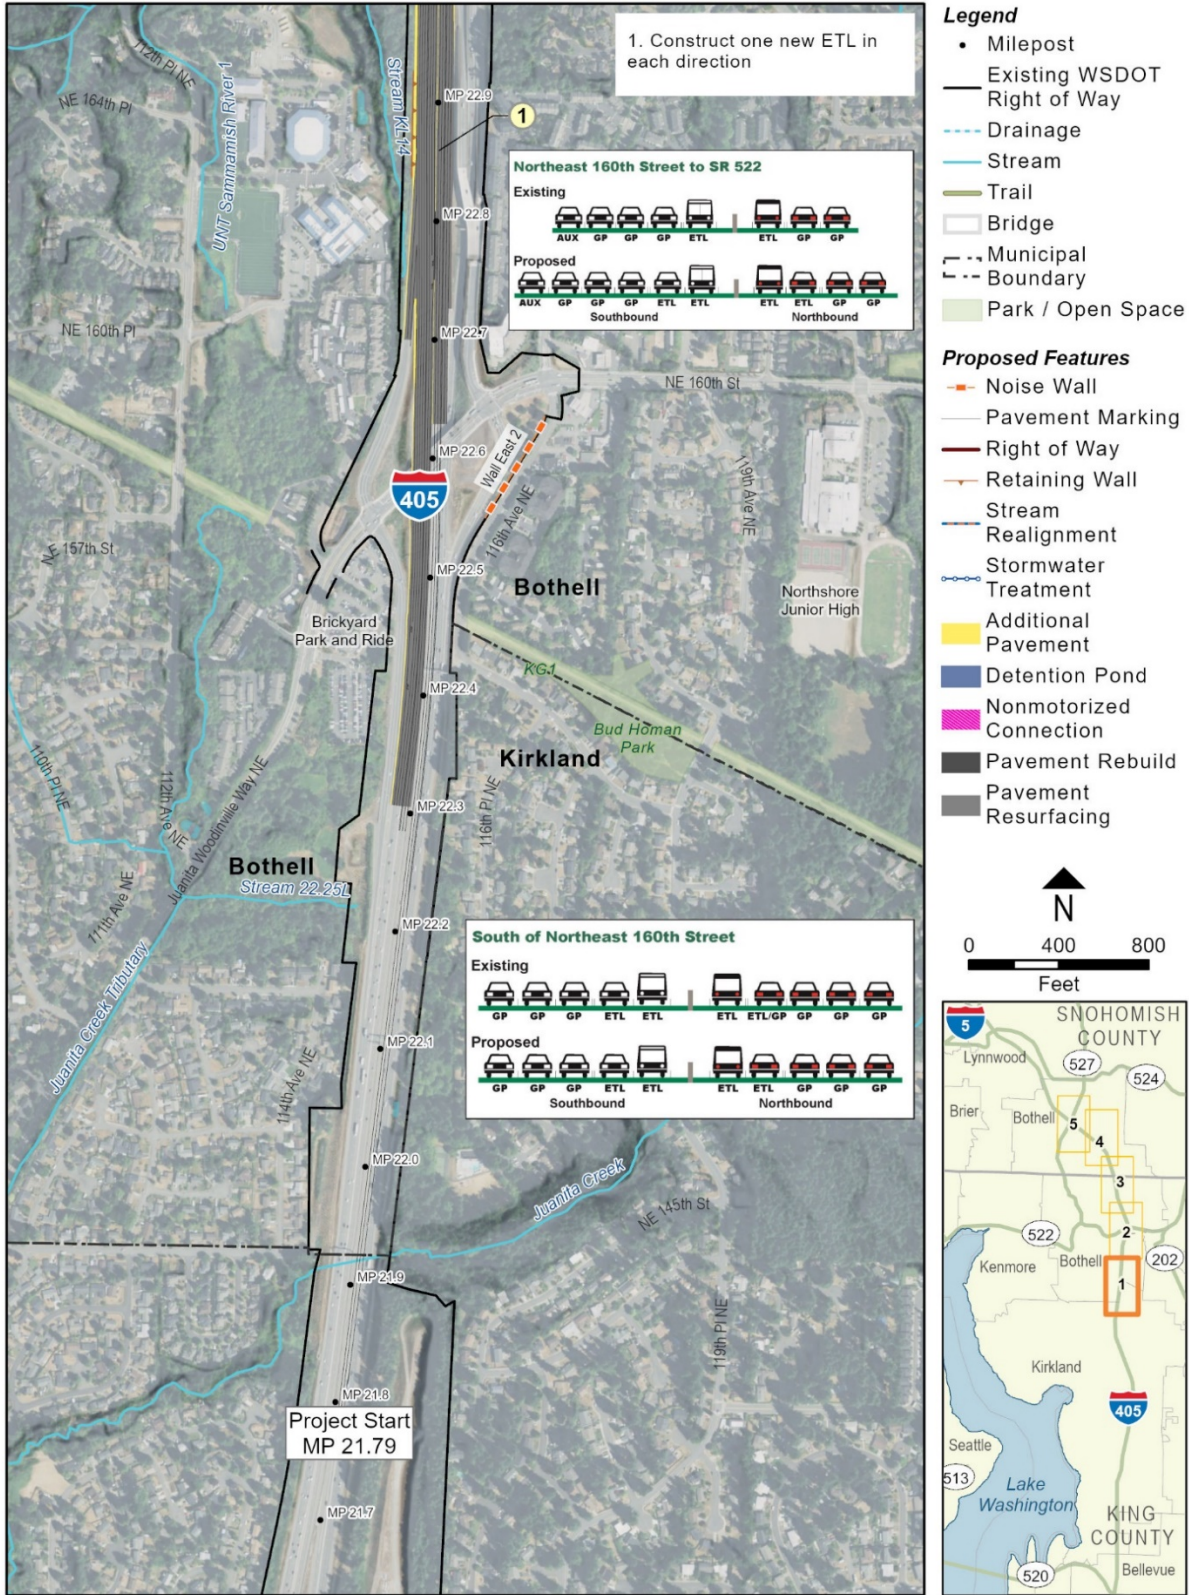 112th Pl NE
NE 164th Pl
UNT Sammamish River 1
Stream KL14
MP 22.9
1
1. Construct one new ETL in
each direction
MP 22.8
Northeast 160th Street to SR 522
Existing
AUX GP GP GP ETL ETL GP GP
Proposed
AUX GP GP GP ETL ETL ETL ETL GP GP
Southbound Northbound
NE 160th Pl
MP 22.7
NE 160th St
MP 22.6
Wall East 2
405
116th Ave NE
119th Ave NE
NE 157th St
MP 22.5
Bothell
Northshore
Junior High
Brickyard
Park and Ride
KG1
MP 22.4
Bud Homan
Park
Kirkland
110th Pl NE
112th Ave NE
Juanita Woodinville Way NE
116th Pl NE
MP 22.3
Bothell
Stream 22.25L
111th Ave NE
MP 22.2
South of Northeast 160th Street
Existing
GP GP GP ETL ETL ETL ETL/GP GP GP GP
Proposed
GP GP GP ETL ETL ETL ETL GP GP GP
Southbound Northbound
Juanita Creek Tributary
MP 22.1
114th Ave NE
MP 22.0
Juanita Creek
NE 145th St
MP 21.9
119th Pl NE
MP 21.8
Project Start
MP 21.79
MP 21.7
Legend
Milepost
Existing WSDOT
Right of Way
Drainage
Stream
Trail
Bridge
Municipal
Boundary
Park / Open Space
Proposed Features
Noise Wall
Pavement Marking
Right of Way
Retaining Wall
Stream
Realignment
Stormwater
Treatment
Additional
Pavement
Detention Pond
Nonmotorized
Connection
Pavement Rebuild
Pavement
Resurfacing
N
0 400 800
Feet
5
SNOHOMISH
COUNTY
Lynnwood
527
524
Brier
Bothell
5
4
3
2
522
202
Kenmore
Bothell
1
Kirkland
405
Seattle
513
Lake
Washington
KING
COUNTY
520
Bellevue